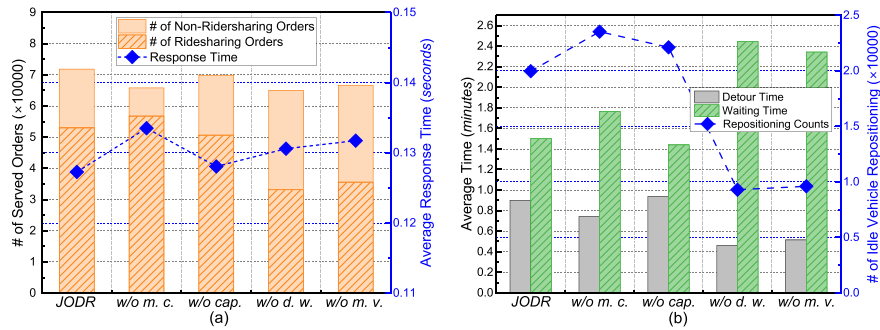 9
8
7
6
5
4
3
2
1
0
# of Served Orders (×10000)
# of Non-Ridersharing Orders
# of Ridesharing Orders
Response Time
0.15
0.14
0.13
0.12
0.11
Average Response Time (seconds)
JODR w/o m. c. w/o cap. w/o d. w. w/o m. v.
(a)
2.6
2.4
2.2
2.0
1.8
1.6
1.4
1.2
1.0
0.8
0.6
0.4
0.2
0.0
Average Time (minutes)
Detour Time
Waiting Time
Repositioning Counts
2.5
2.0
1.5
1.0
0.5
0.0
# of Idle Vehicle Repositioning (×10000)
JODR w/o m. c. w/o cap. w/o d. w. w/o m. v.
(b)